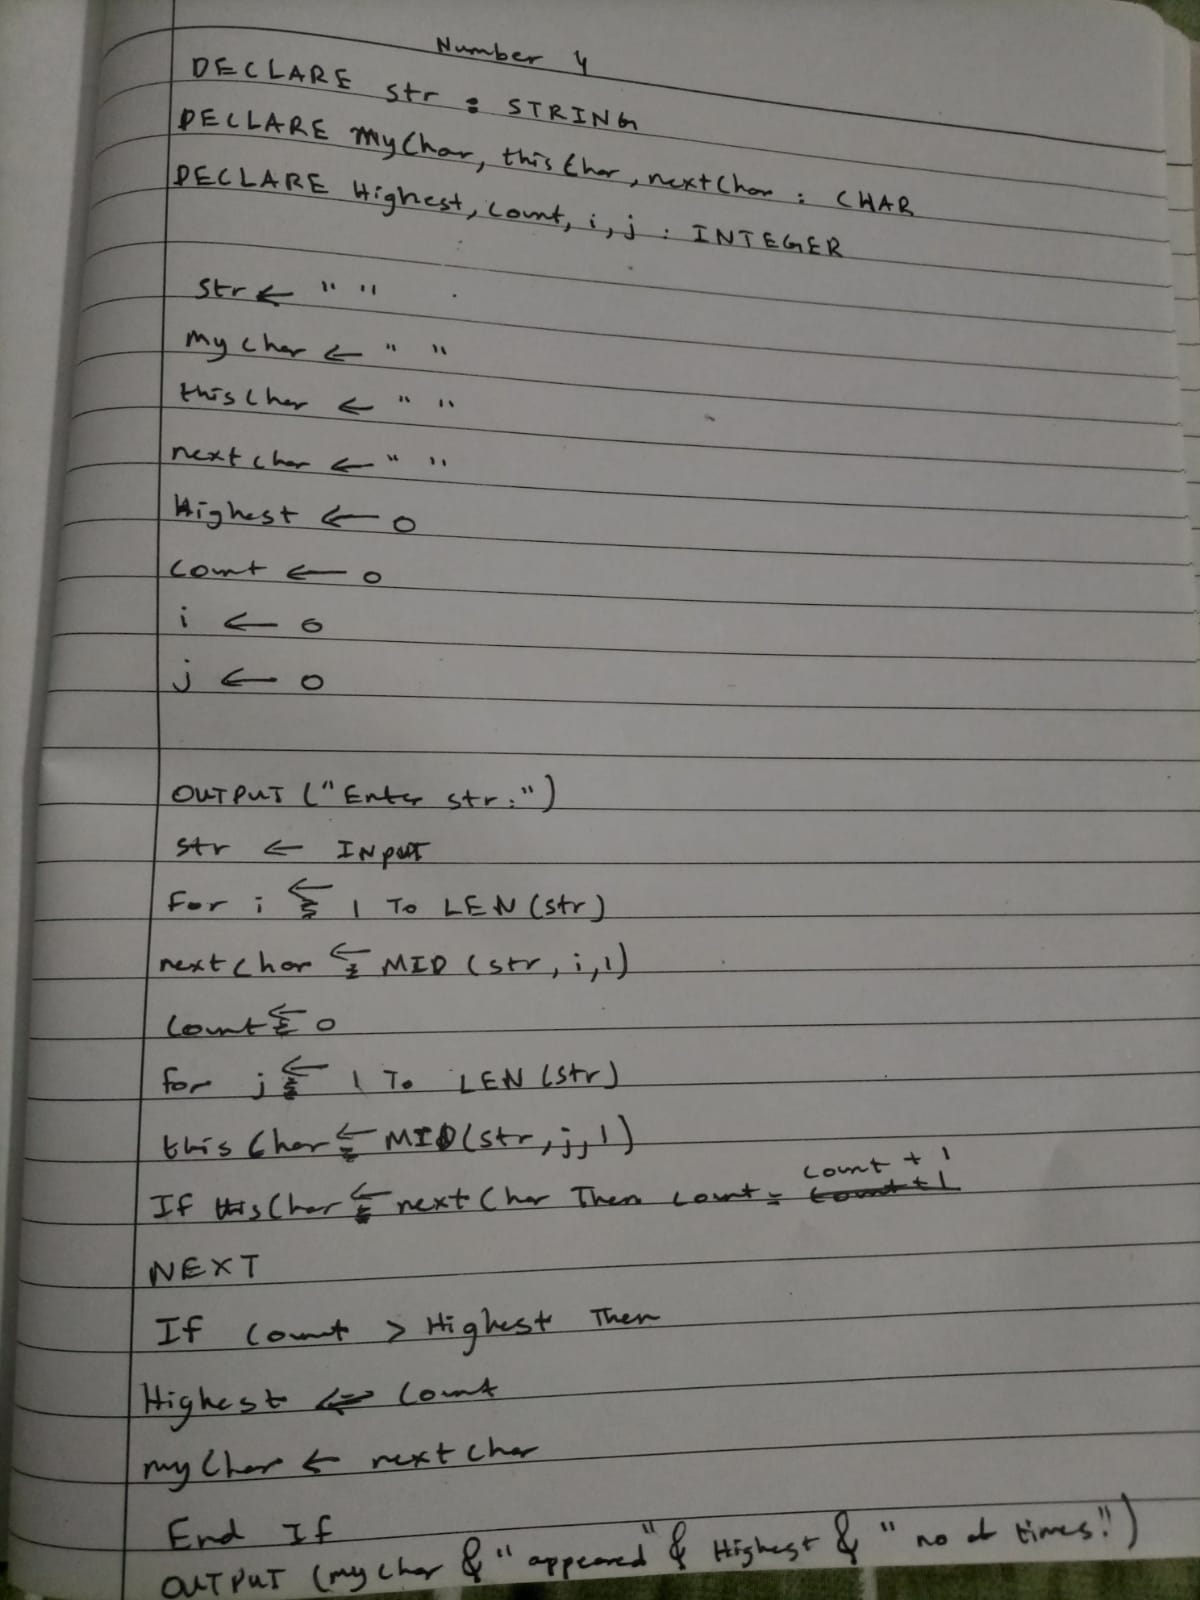 Number 4
DECLARE str : STRING
DECLARE myChar, thisChar, nextChar : CHAR
DECLARE Highest, count, i, j : INTEGER
str ← " "
mychar ← " "
thischar ← " "
nextchar ← " "
Highest ← 0
count ← 0
i ← 0
j ← 0
OUTPUT ("Enter str:")
str ← INPUT
For i ← 1 To LEN (str)
nextchar ← MID (str, i, 1)
Count ← 0
for j ← 1 To LEN (str)
thisChar ← MID (str, j, 1)
If thisChar ← nextChar Then count = count + 1
NEXT
If Count > Highest Then
Highest ← Count
myChar ← nextchar
End If
OUTPUT (mychar & " appeared" & Highest & " no of times")